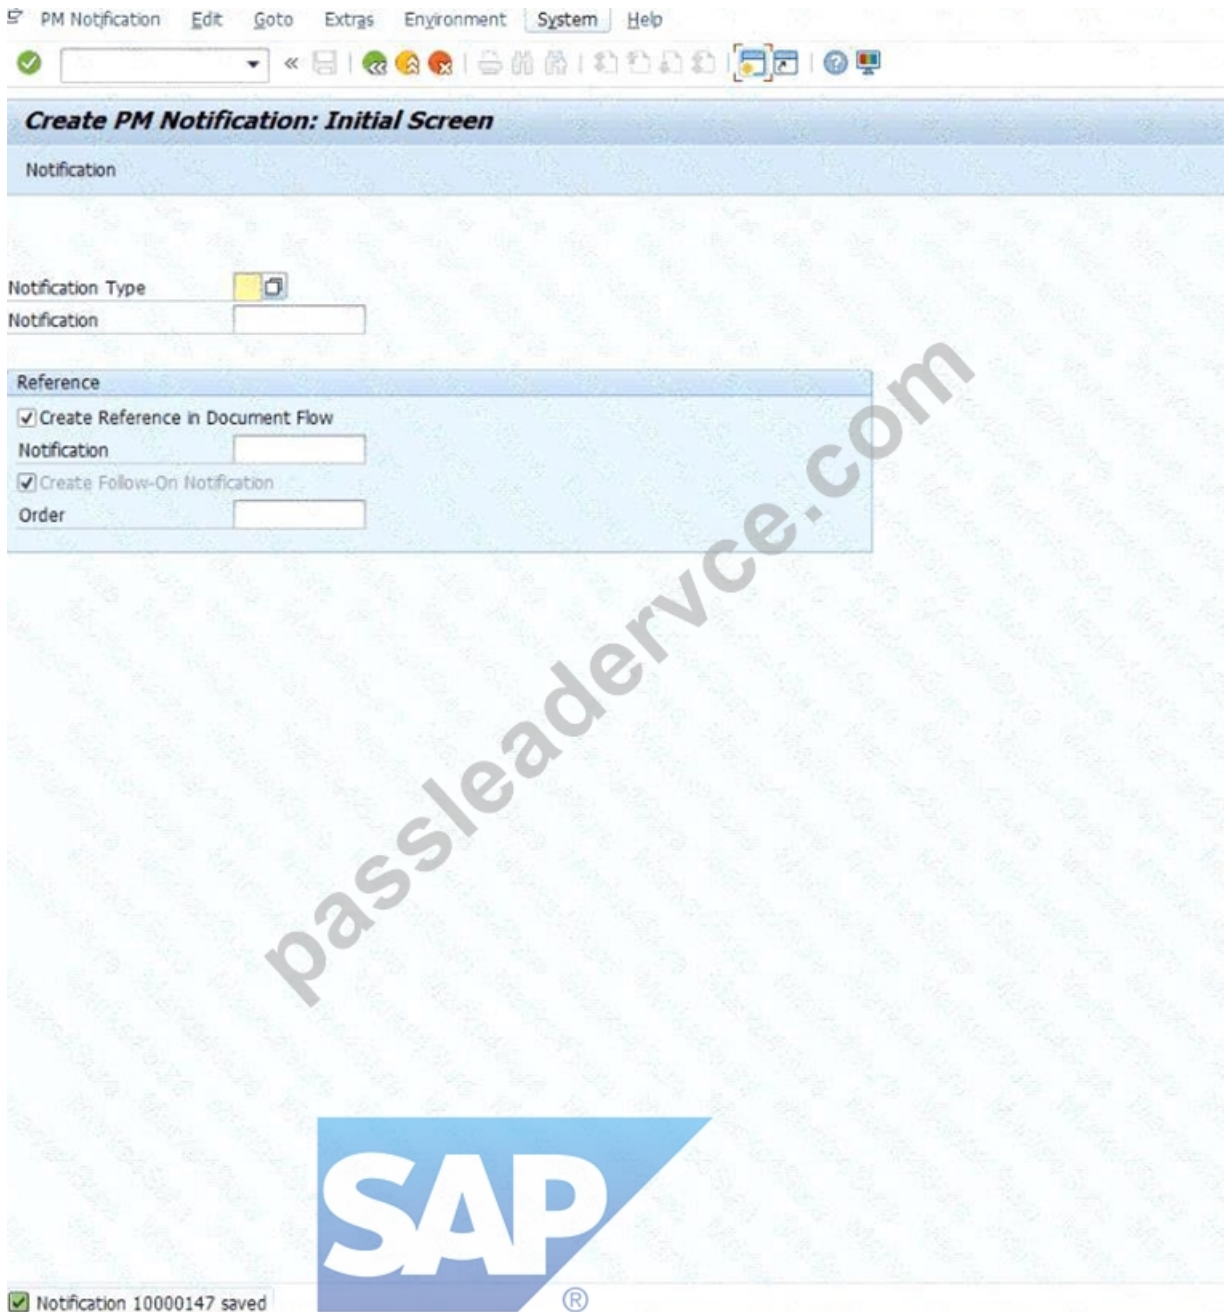 PM Notification Edit Goto Extras Environment System Help
Create PM Notification: Initial Screen
Notification
Notification Type
Notification
Reference
Create Reference in Document Flow
Notification
Create Follow-On Notification
Order
passleadervce.com
SAP
®
Notification 10000147 saved